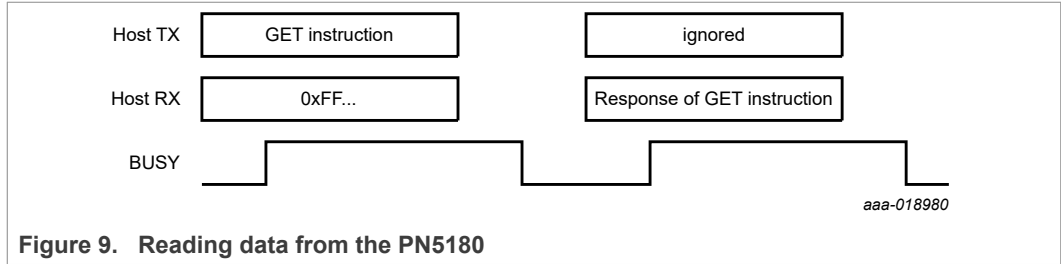 Host TX GET instruction ignored
Host RX 0xFF... Response of GET instruction
BUSY
aaa-018980
Figure 9. Reading data from the PN5180